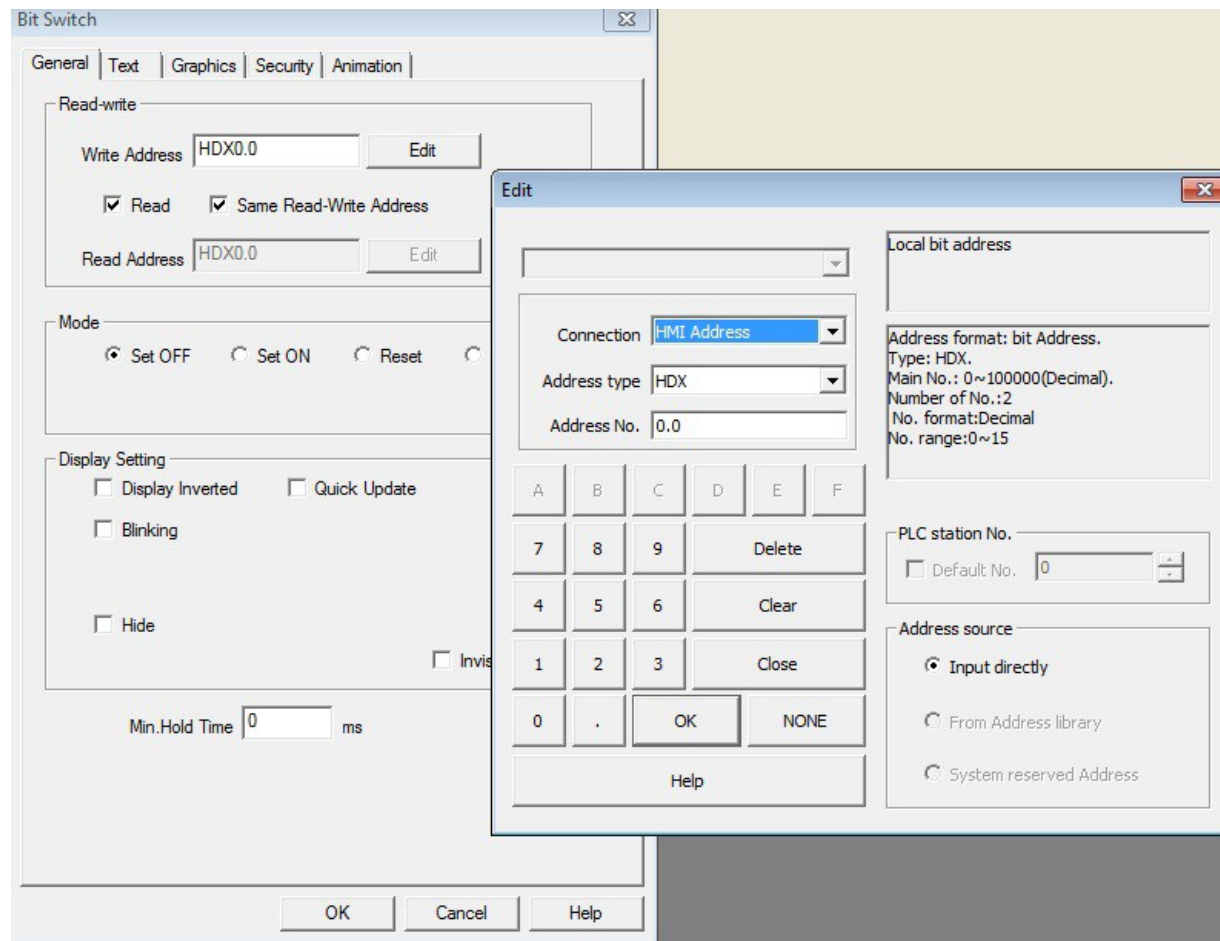 Bit Switch
General Text Graphics Security Animation
Read-write
Write Address HDX0.0 Edit
Read Same Read-Write Address
Read Address HDX0.0 Edit
Mode
Set OFF Set ON Reset
Display Setting
Display Inverted Quick Update
Blinking
Hide
Min.Hold Time 0 ms
OK Cancel Help
Edit
Connection HMI Address
Address type HDX
Address No. 0.0
A B C D E F
7 8 9 Delete
4 5 6 Clear
1 2 3 Close
0 . OK NONE
Help
Local bit address
Address format: bit Address.
Type: HDX.
Main No.: 0~100000(Decimal).
Number of No.:2
No. format:Decimal
No. range:0~15
PLC station No.
Default No. 0
Address source
Input directly
From Address library
System reserved Address